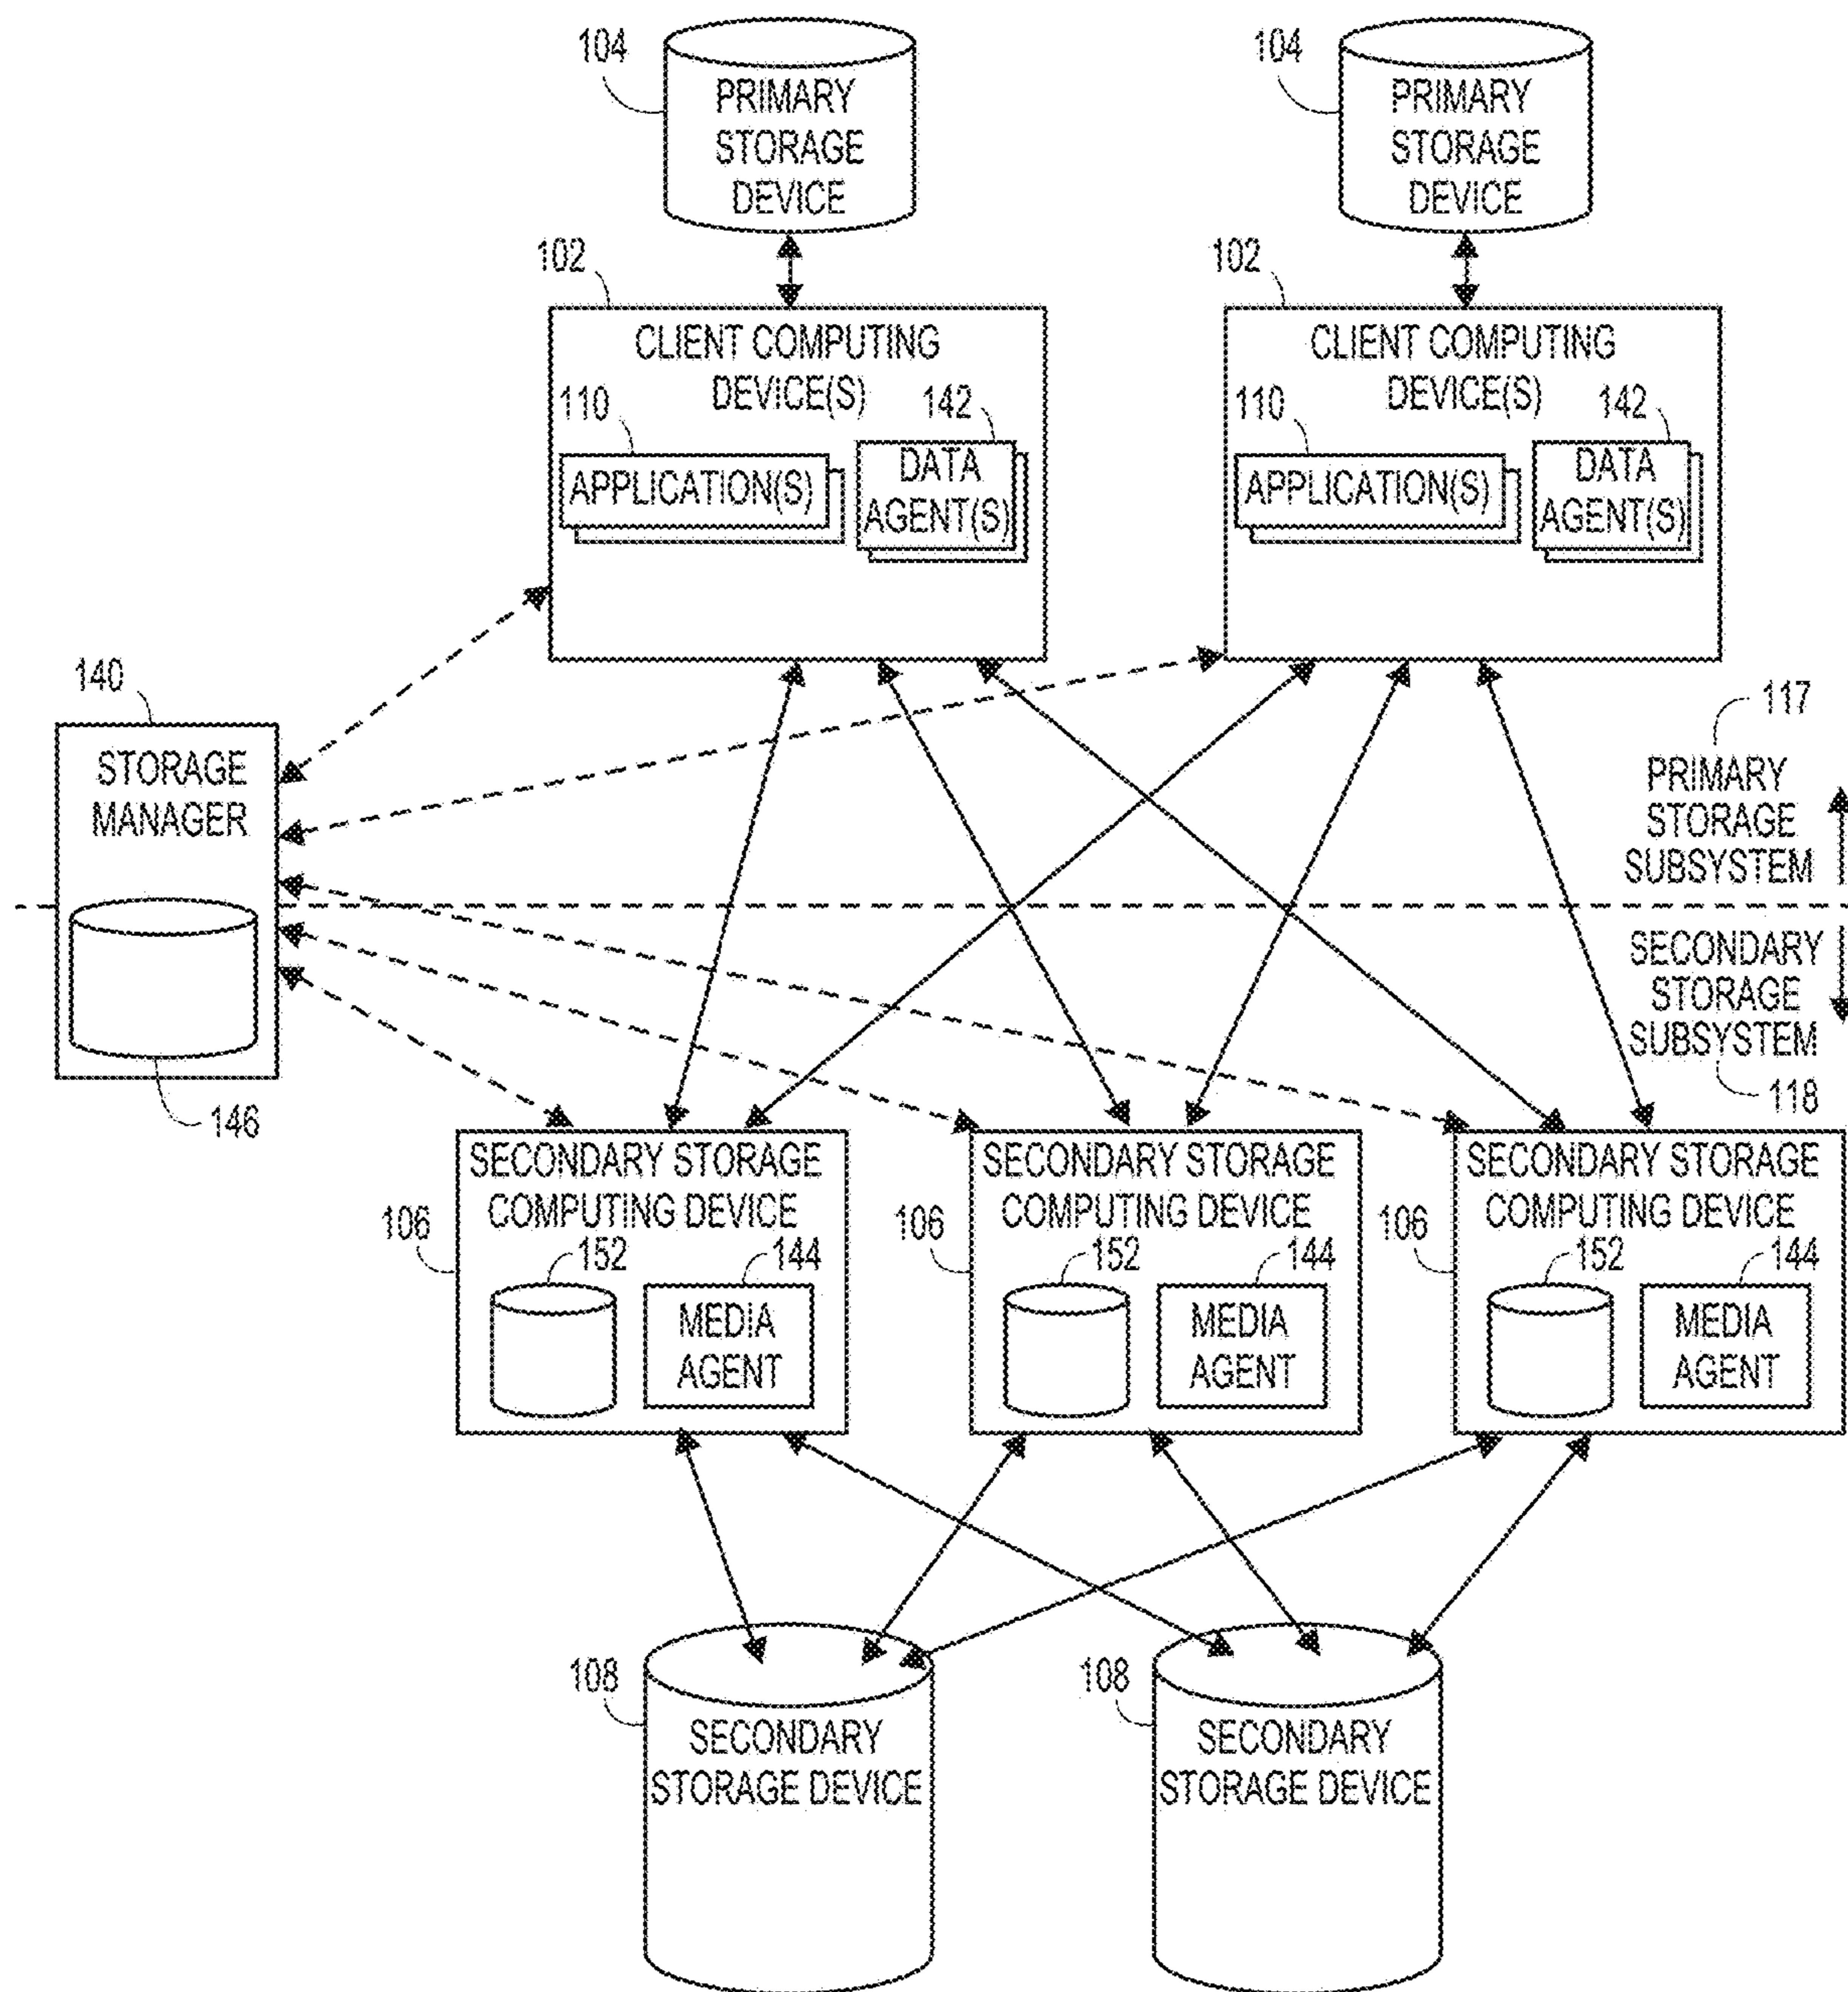 104
PRIMARY
STORAGE
DEVICE
104
PRIMARY
STORAGE
DEVICE
102
CLIENT COMPUTING
DEVICE(S)
110
142
APPLICATION(S)
DATA
AGENT(S)
102
CLIENT COMPUTING
DEVICE(S)
110
142
APPLICATION(S)
DATA
AGENT(S)
140
STORAGE
MANAGER
146
117
PRIMARY
STORAGE
SUBSYSTEM
SECONDARY
STORAGE
SUBSYSTEM
118
106
SECONDARY STORAGE
COMPUTING DEVICE
152
144
MEDIA
AGENT
106
SECONDARY STORAGE
COMPUTING DEVICE
152
144
MEDIA
AGENT
106
SECONDARY STORAGE
COMPUTING DEVICE
152
144
MEDIA
AGENT
108
SECONDARY
STORAGE DEVICE
108
SECONDARY
STORAGE DEVICE